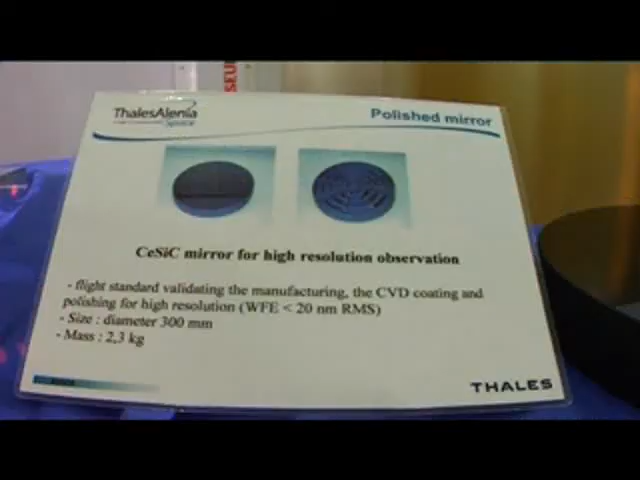 SEU
ThalesAlenia
Space
Polished mirror
CeSiC mirror for high resolution observation
- flight standard validating the manufacturing, the CVD coating and
polishing for high resolution (WFE < 20 nm RMS)
- Size : diameter 300 mm
- Mass : 2,3 kg
THALES